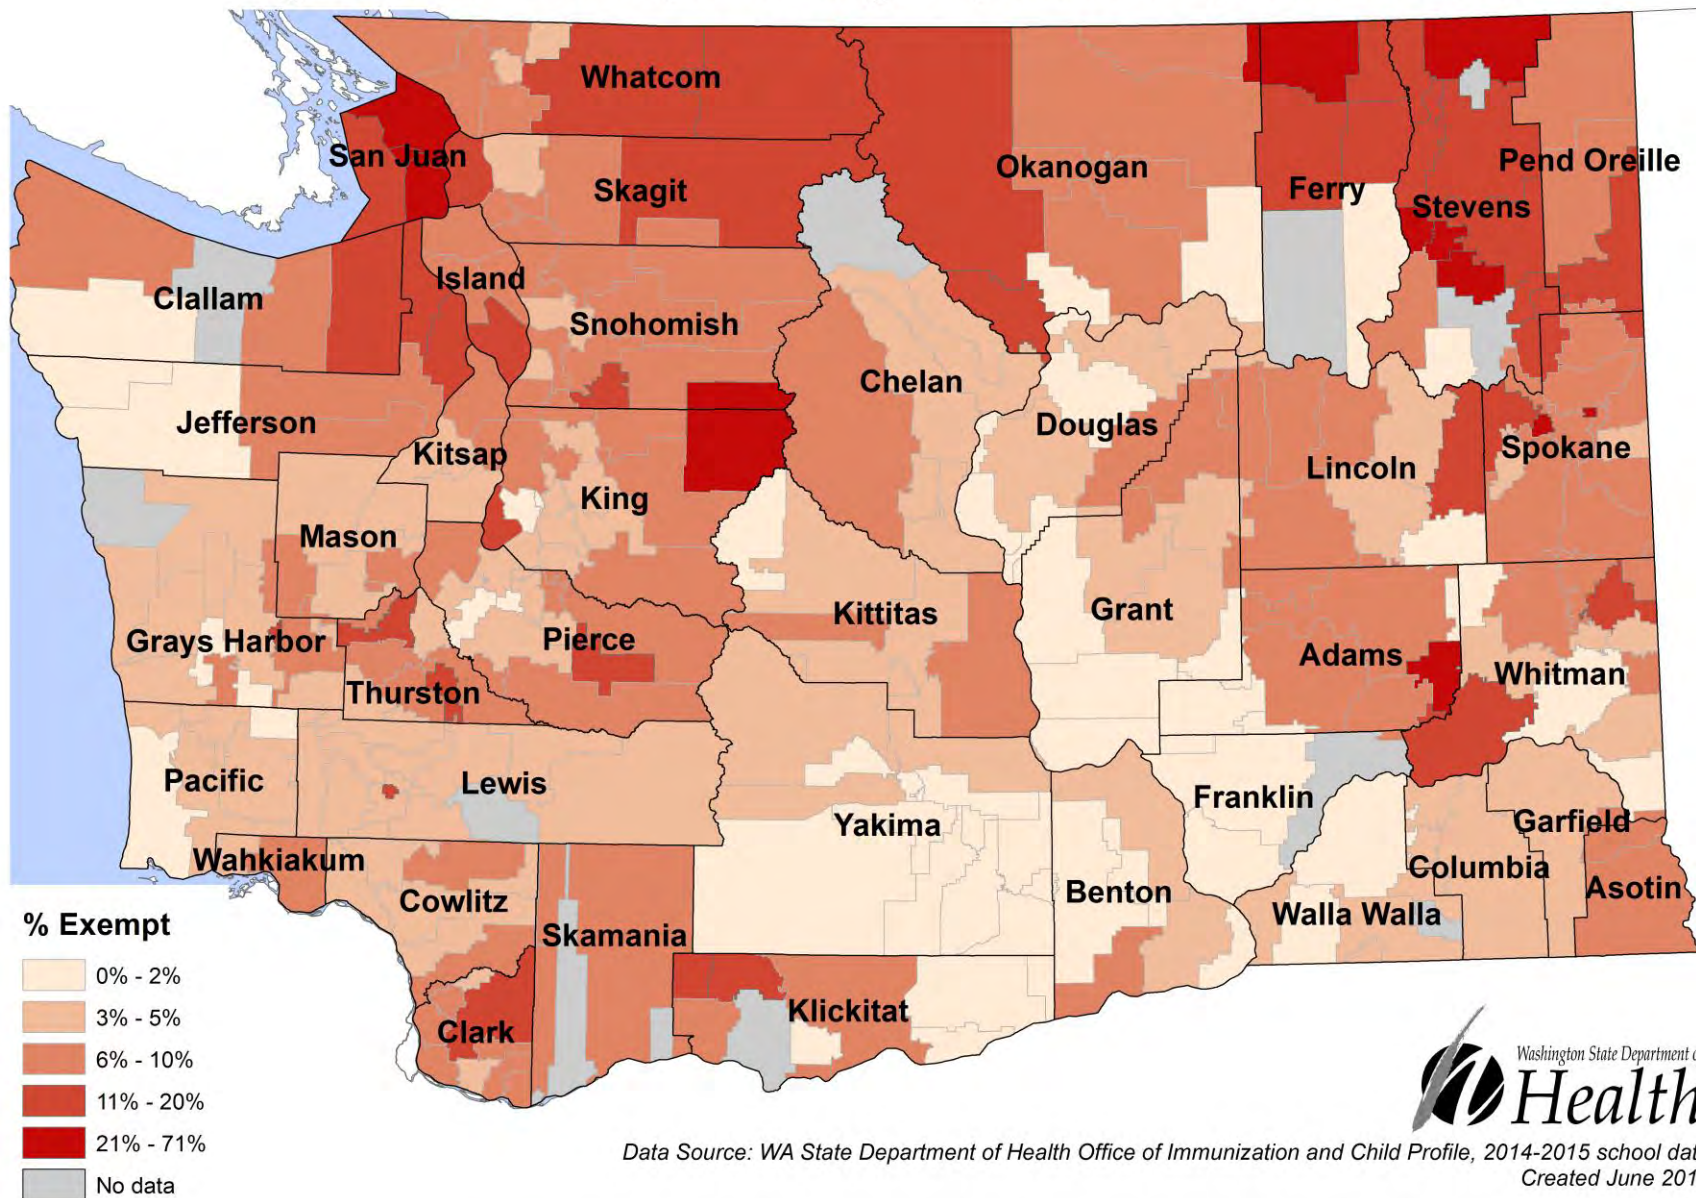 Whatcom
San Juan
Skagit
Okanogan
Ferry
Stevens
Pend Oreille
Clallam
Island
Snohomish
Chelan
Douglas
Jefferson
Kitsap
King
Lincoln
Spokane
Mason
Grays Harbor
Thurston
Pierce
Kittitas
Grant
Adams
Whitman
Pacific
Lewis
Yakima
Franklin
Garfield
Wahkiakum
Cowlitz
Skamania
Benton
Columbia
Walla Walla
Asotin
Clark
Klickitat
% Exempt
0% - 2%
3% - 5%
6% - 10%
11% - 20%
21% - 71%
No data
Washington State Department o
Health
Data Source: WA State Department of Health Office of Immunization and Child Profile, 2014-2015 school dat
Created June 201